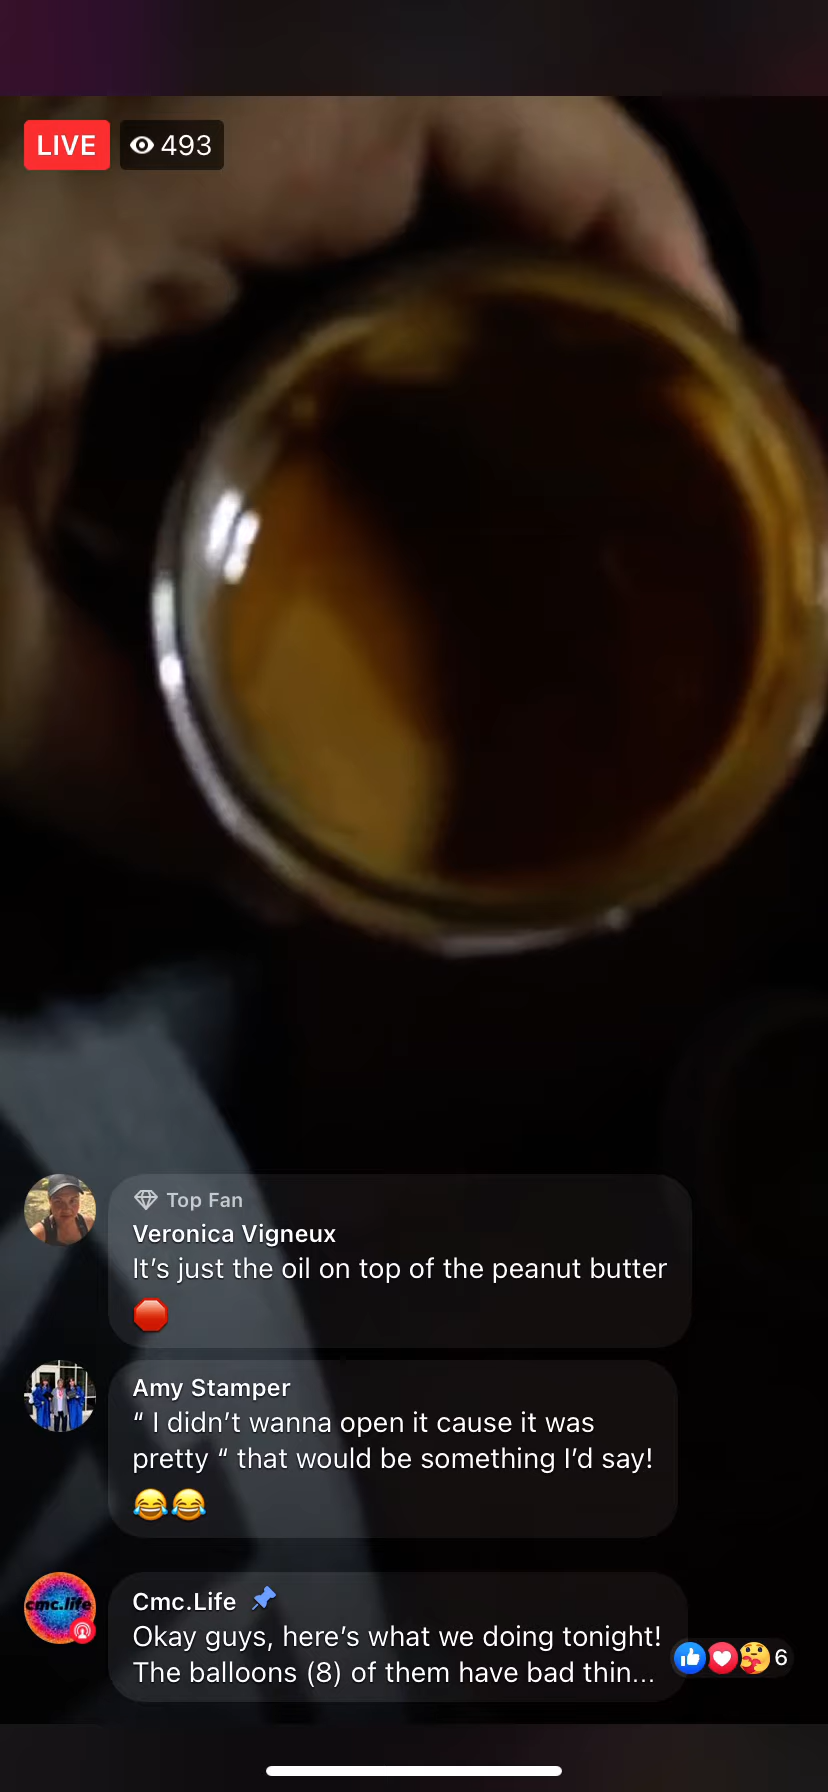 LIVE 493
Top Fan
Veronica Vigneux
It's just the oil on top of the peanut butter
🛑
Amy Stamper
“ I didn't wanna open it cause it was
pretty “ that would be something I'd say!
😂😂
cmc.life
Cmc.Life
Okay guys, here's what we doing tonight!
The balloons (8) of them have bad thin...
6